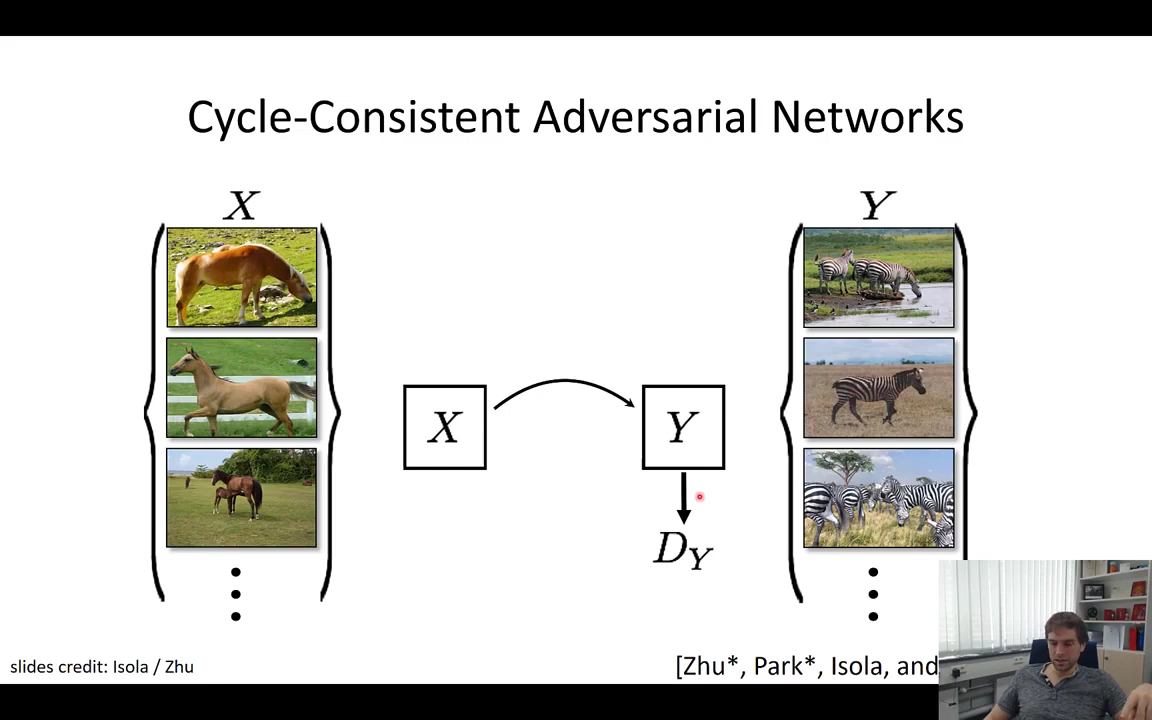 Cycle-Consistent Adversarial Networks
X
Y
X
Y
D_Y
slides credit: Isola / Zhu
[Zhu*, Park*, Isola, and